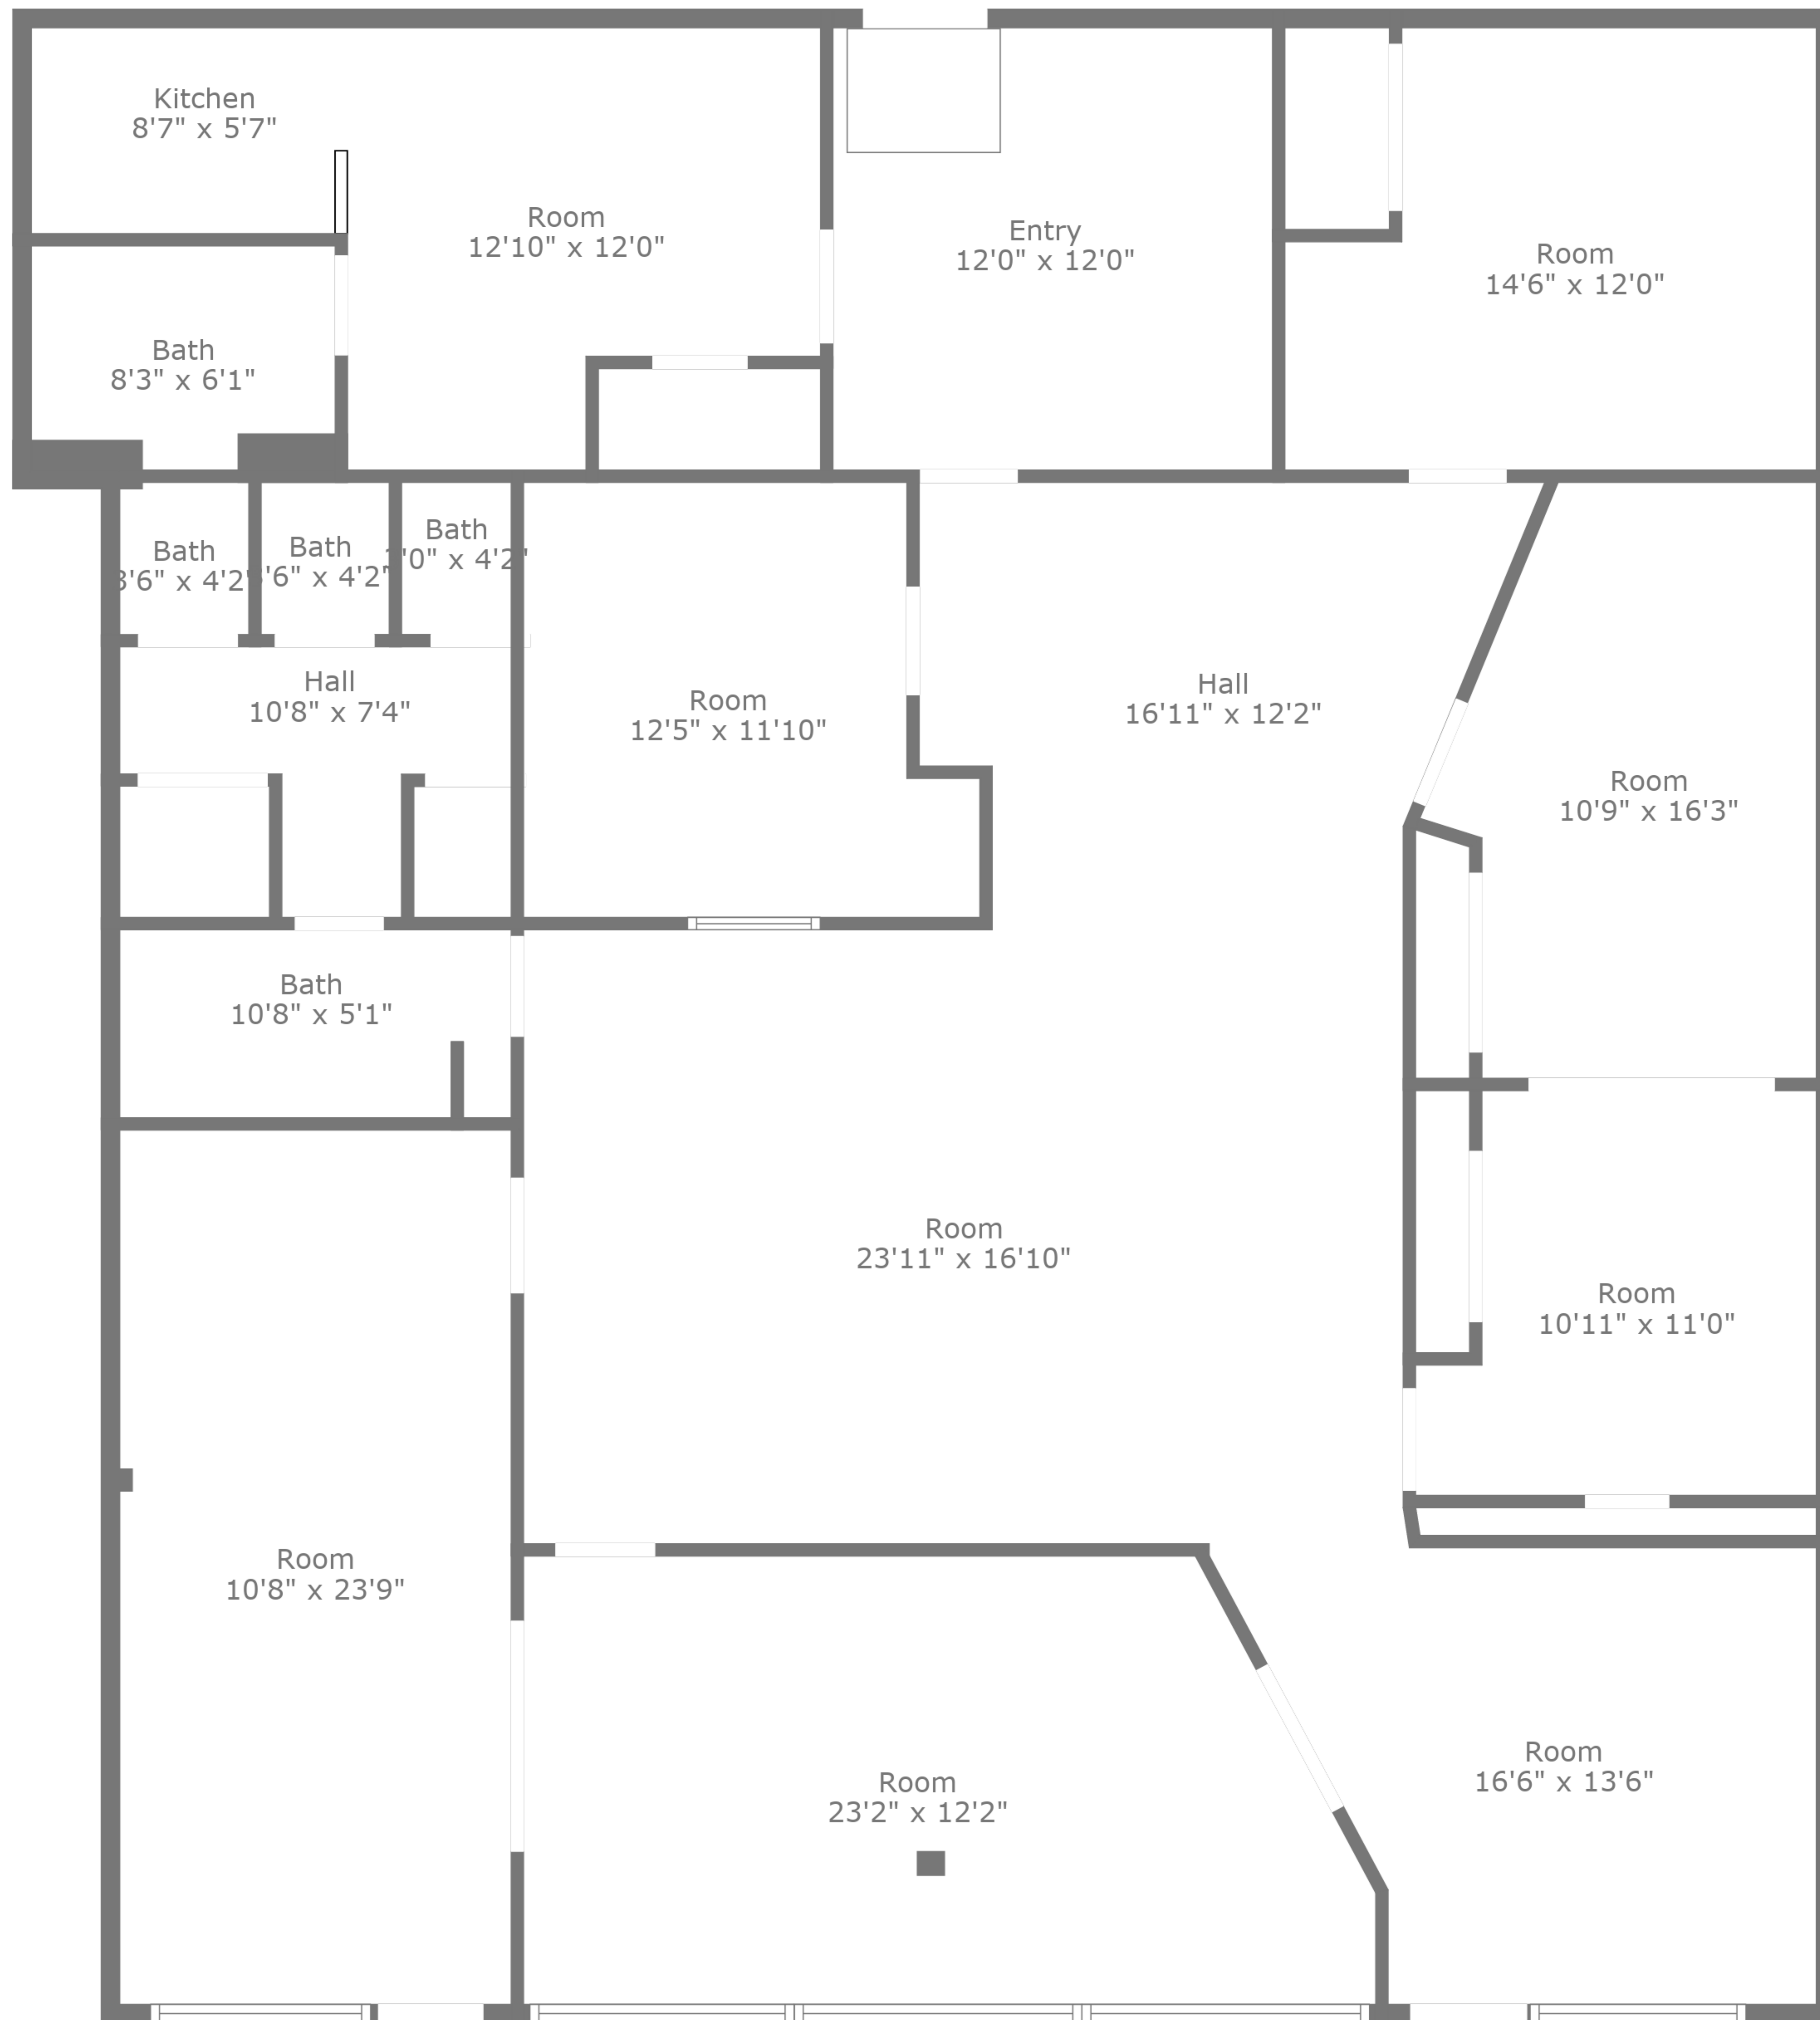 Kitchen
8'7" x 5'7"
Room
12'10" x 12'0"
Entry
12'0" x 12'0"
Room
14'6" x 12'0"
Bath
8'3" x 6'1"
Bath
3'6" x 4'2"
Bath
'6" x 4'2"
Bath
'0" x 4'2"
Hall
10'8" x 7'4"
Room
12'5" x 11'10"
Hall
16'11" x 12'2"
Room
10'9" x 16'3"
Bath
10'8" x 5'1"
Room
23'11" x 16'10"
Room
10'11" x 11'0"
Room
10'8" x 23'9"
Room
23'2" x 12'2"
Room
16'6" x 13'6"